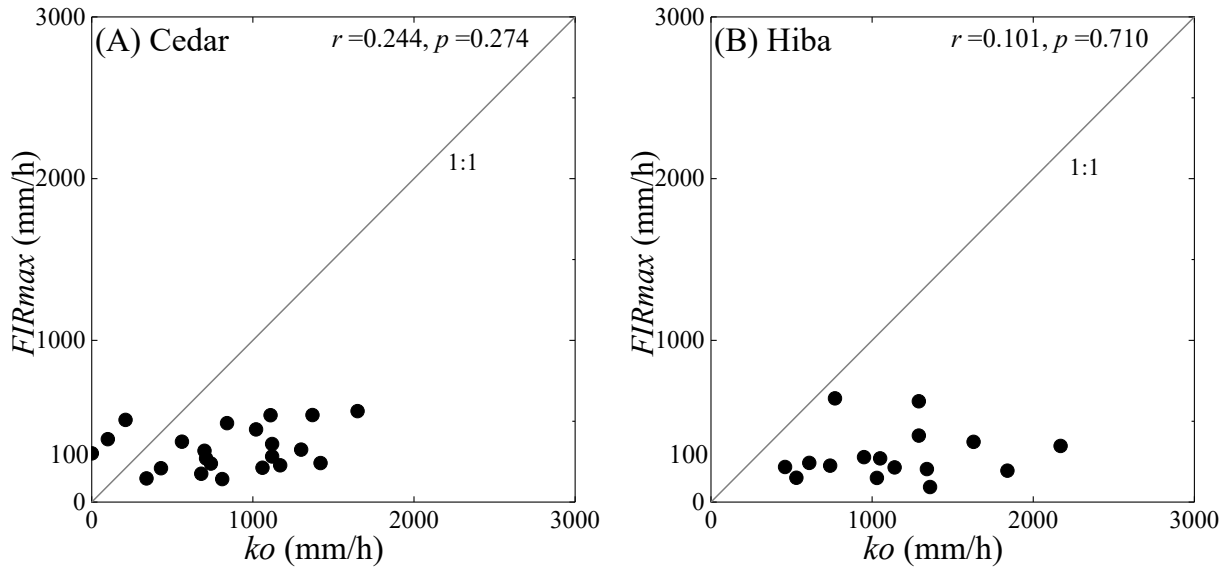 (A) Cedar
r =0.244, p =0.274
3000
2000
1000
100
0
FIRmax (mm/h)
1:1
0
1000
2000
3000
ko (mm/h)
(B) Hiba
r =0.101, p =0.710
3000
2000
1000
100
0
FIRmax (mm/h)
1:1
0
1000
2000
3000
ko (mm/h)